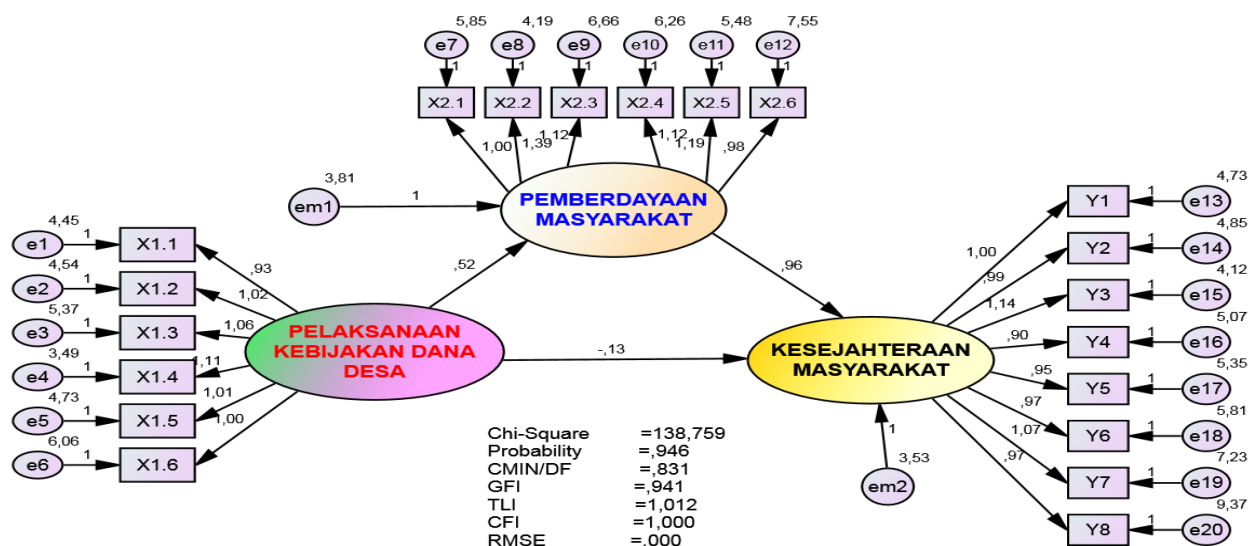 5,85 4,19 6,66 6,26 5,48 7,55
e7 e8 e9 e10 e11 e12
1 1 1 1 1 1
X2.1 X2.2 X2.3 X2.4 X2.5 X2.6
1,00 1,39 1,12 1,12 1,19 ,98
3,81
em1 1
PEMBERDAYAAN
MASYARAKAT
4,45
e1 1 X1.1
4,54
e2 1 X1.2
5,37
e3 1 X1.3
3,49
e4 1 X1.4
4,73
e5 1 X1.5
6,06
e6 1 X1.6
,93
1,02
1,06
1,11
1,01
1,00
PELAKSANAAN
KEBIJAKAN DANA
DESA
,52
,96
-,13
KESEJAHTERAAN
MASYARAKAT
1
3,53
em2
1,00
,99
1,14
,90
,95
,97
1,07
,97
4,73
Y1 1 e13
4,85
Y2 1 e14
4,12
Y3 1 e15
5,07
Y4 1 e16
5,35
Y5 1 e17
5,81
Y6 1 e18
7,23
Y7 1 e19
9,37
Y8 1 e20
Chi-Square =138,759
Probability =,946
CMIN/DF =,831
GFI =,941
TLI =1,012
CFI =1,000
RMSE =,000